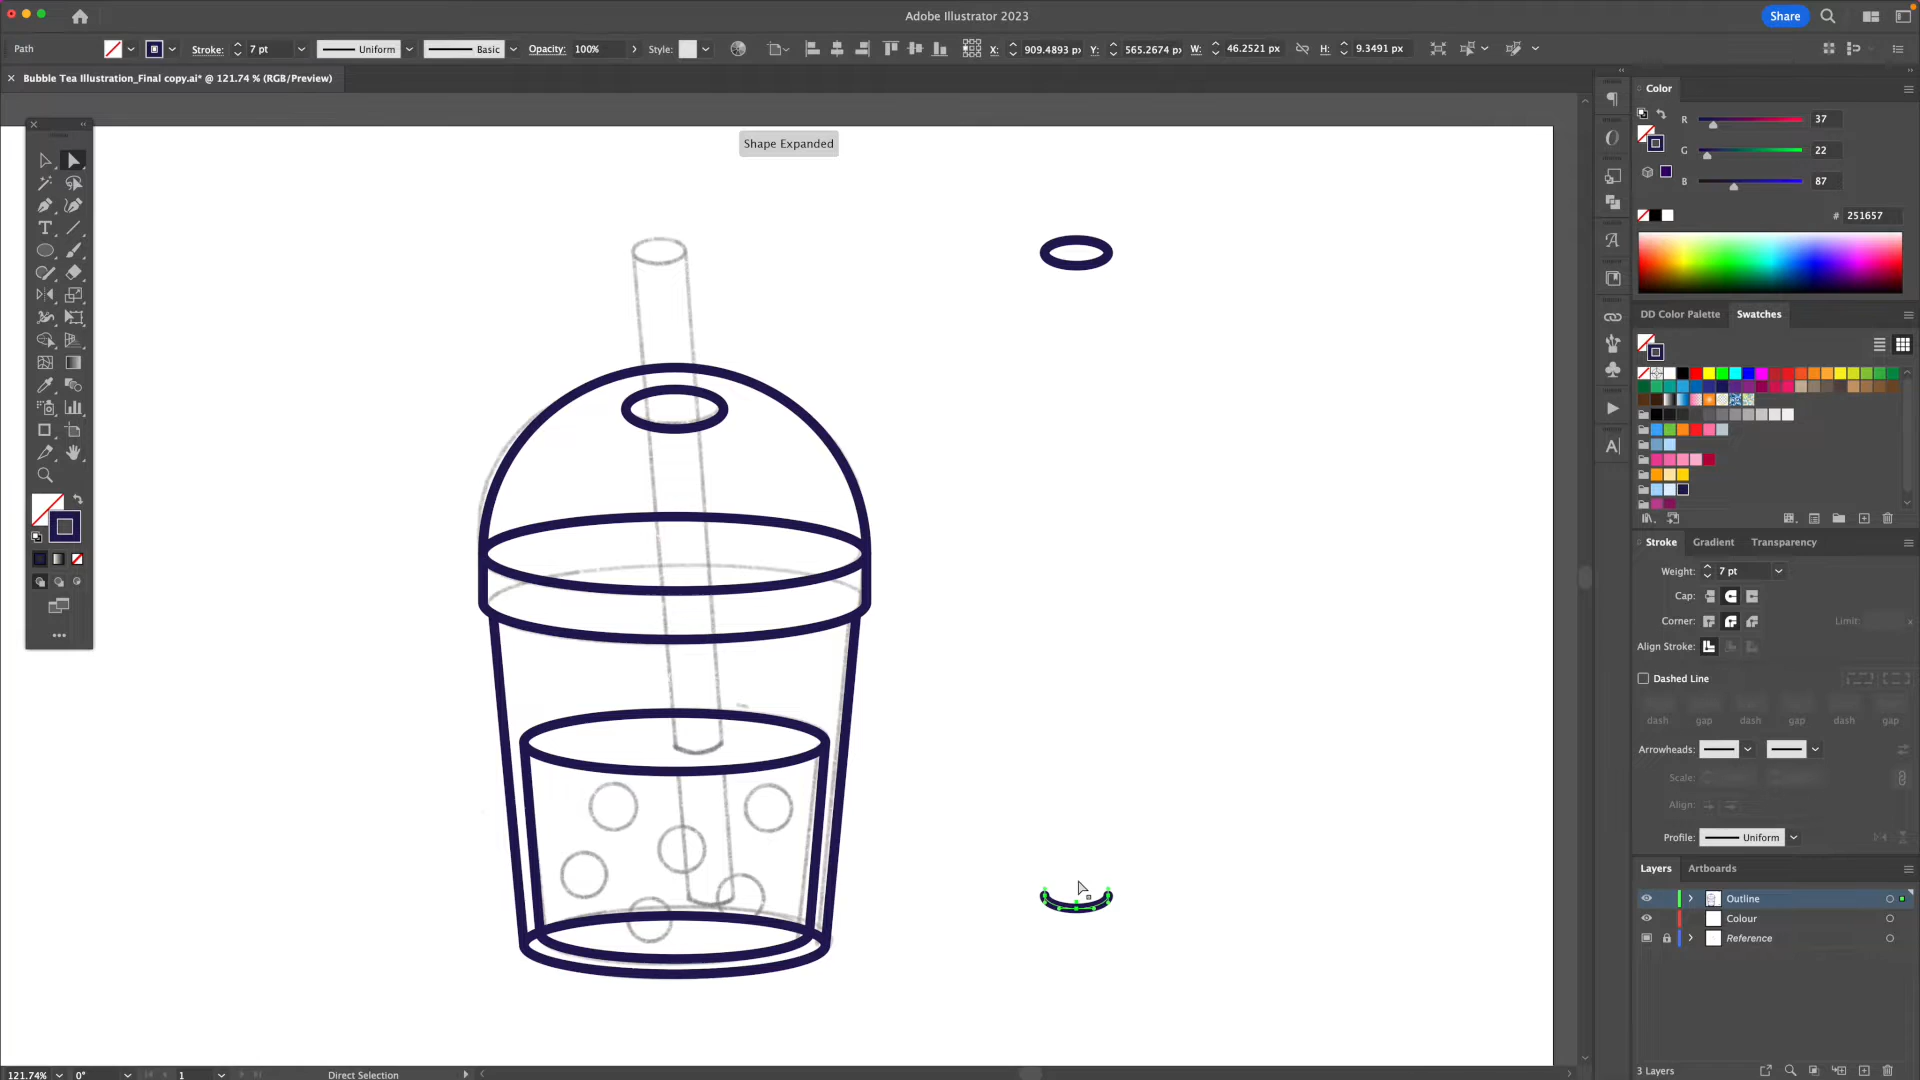 Adobe Illustrator 2023
Share
Path
Stroke:
7 pt
Uniform
Basic
Opacity:
100%
Style:
X:
909.4893 px
Y:
565.2674 px
W:
46.2521 px
H:
9.3491 px
Bubble Tea Illustration_Final copy.ai* @ 121.74 % (RGB/Preview)
Shape Expanded
Color
R
37
G
22
B
87
# 251657
DD Color Palette
Swatches
Stroke
Gradient
Transparency
Weight:
7 pt
Cap:
Corner:
Limit:
x
Align Stroke:
Dashed Line
dash
gap
dash
gap
dash
gap
Arrowheads:
Scale:
Align:
Profile:
Uniform
Layers
Artboards
Outline
Colour
Reference
3 Layers
121.74%
0°
1
Direct Selection